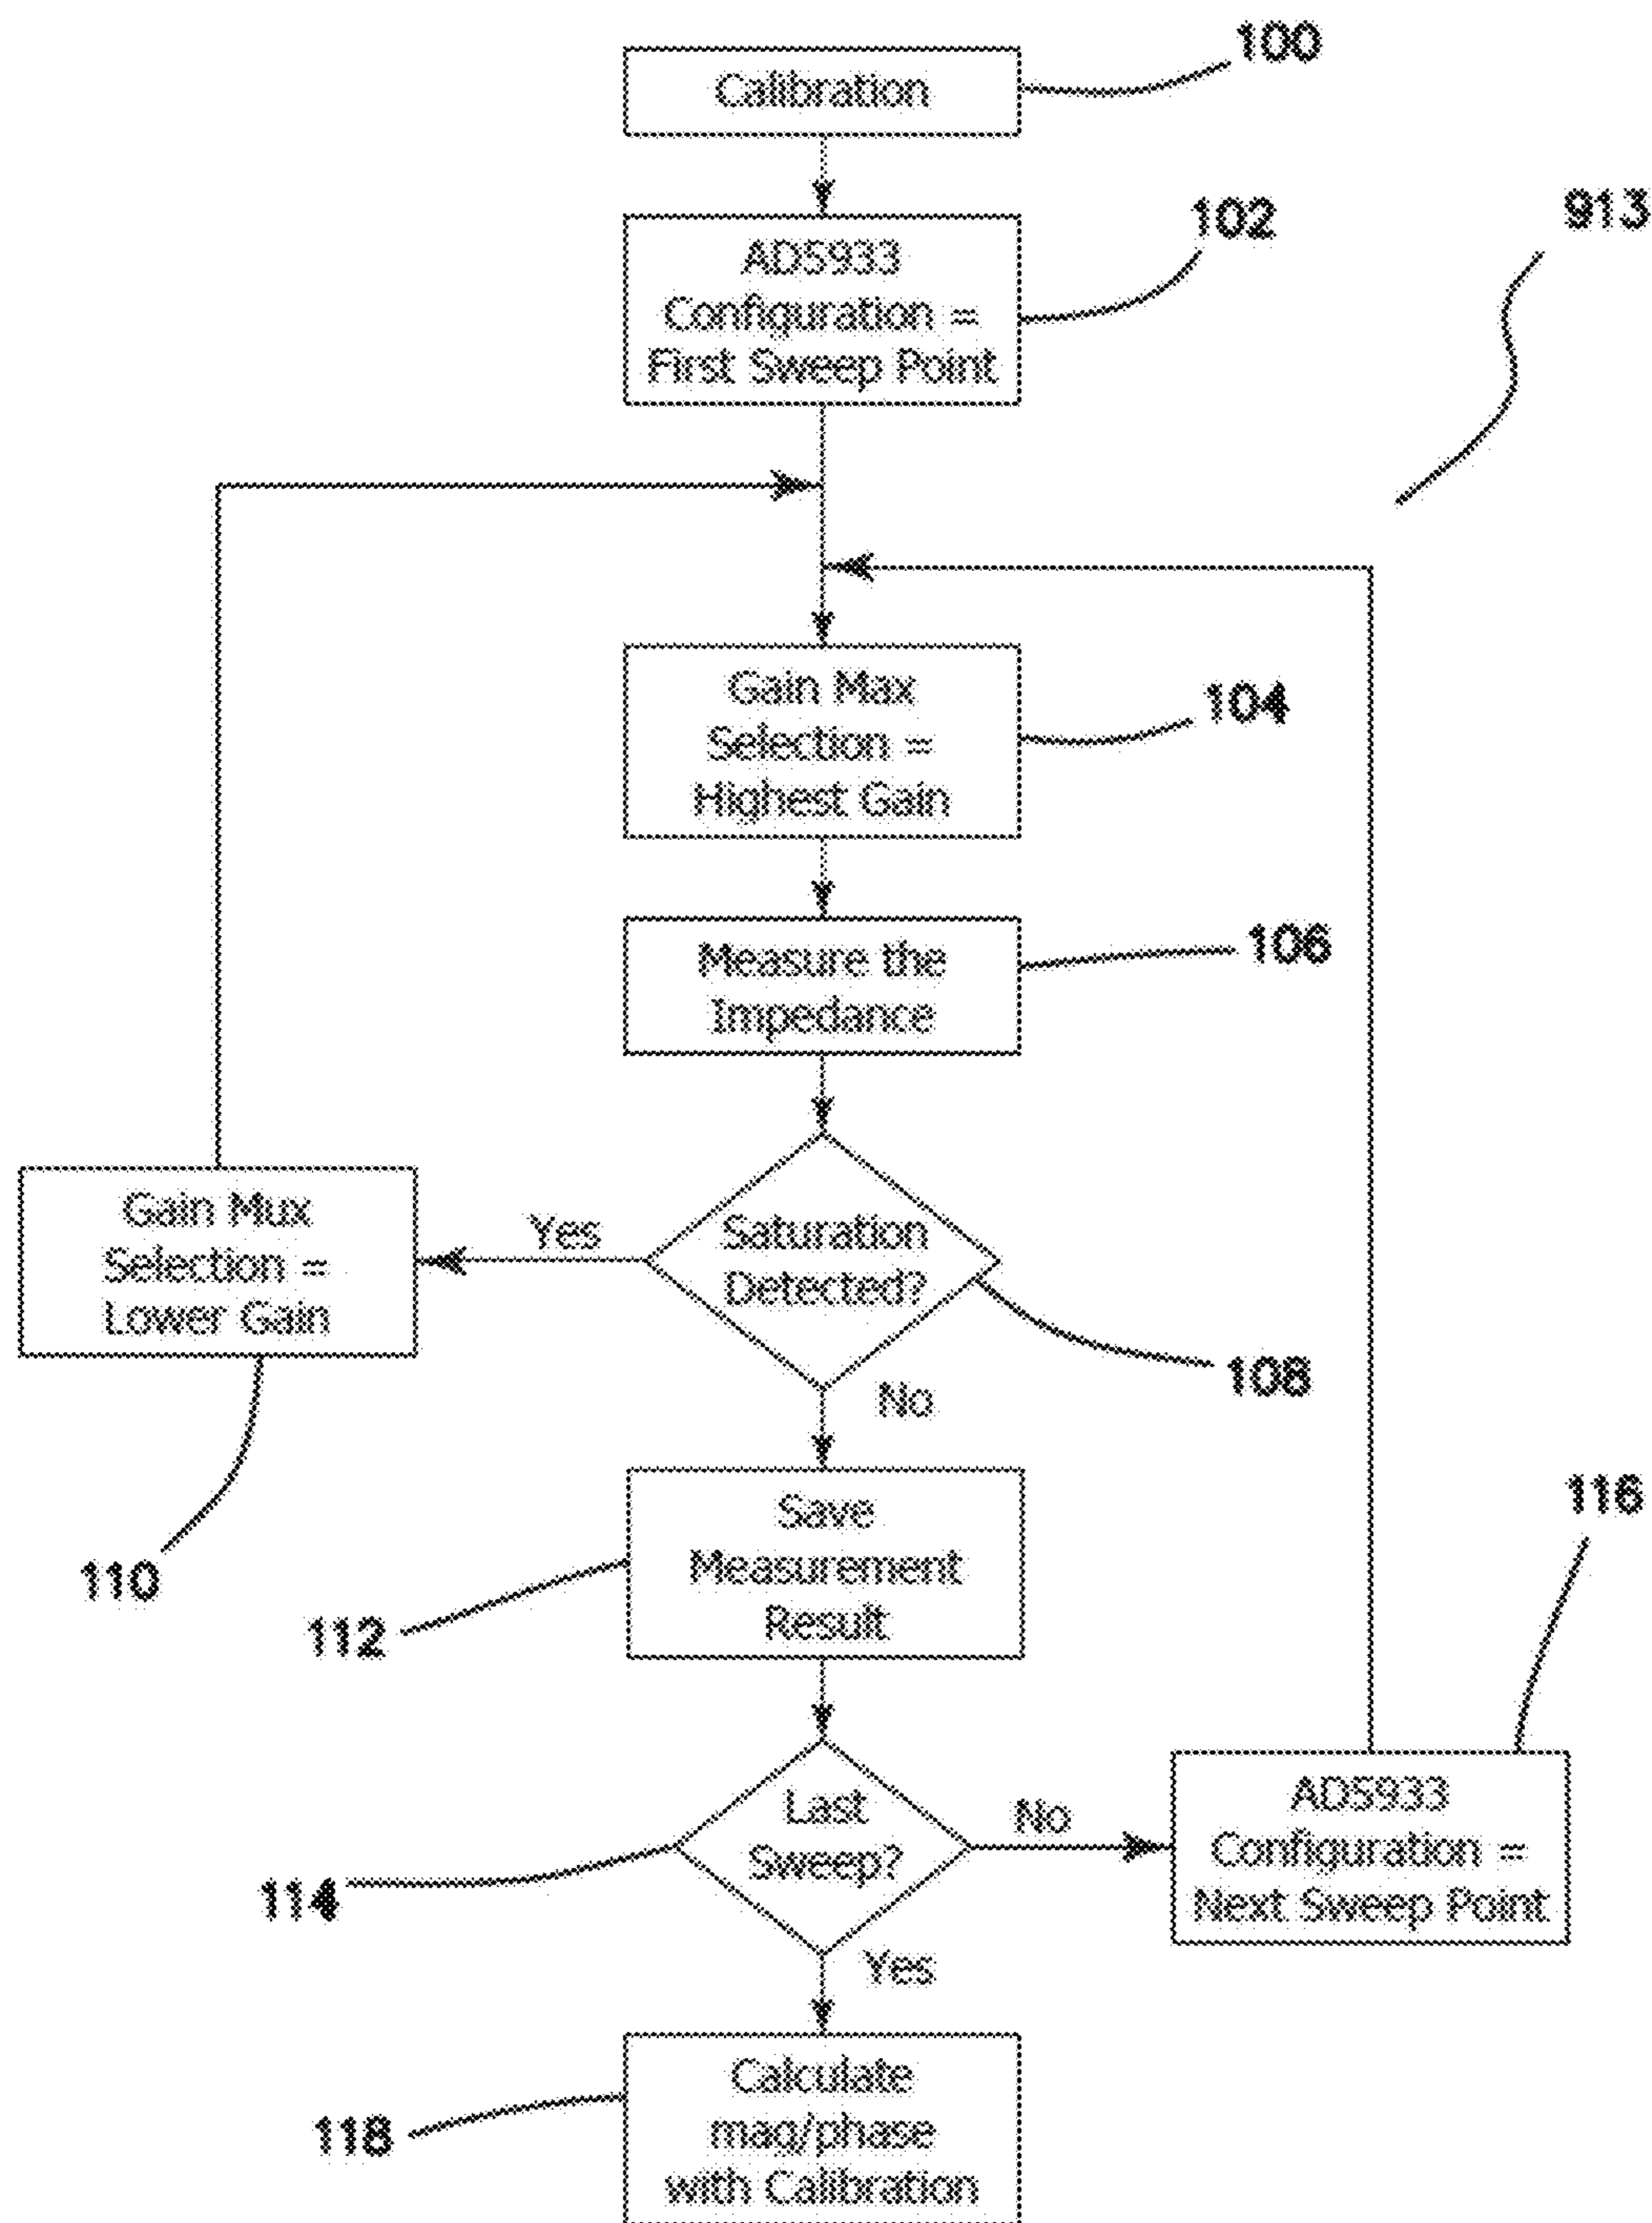 Calibration
100
AD5933
Configuration =
First Sweep Point
102
913
Gain Max
Selection =
Highest Gain
104
Measure the
Impedance
106
Saturation
Detected?
108
Yes
Gain Mux
Selection =
Lower Gain
110
No
Save
Measurement
Result
112
116
Last
Sweep?
114
No
AD5933
Configuration =
Next Sweep Point
Yes
Calculate
mag/phase
with Calibration
118